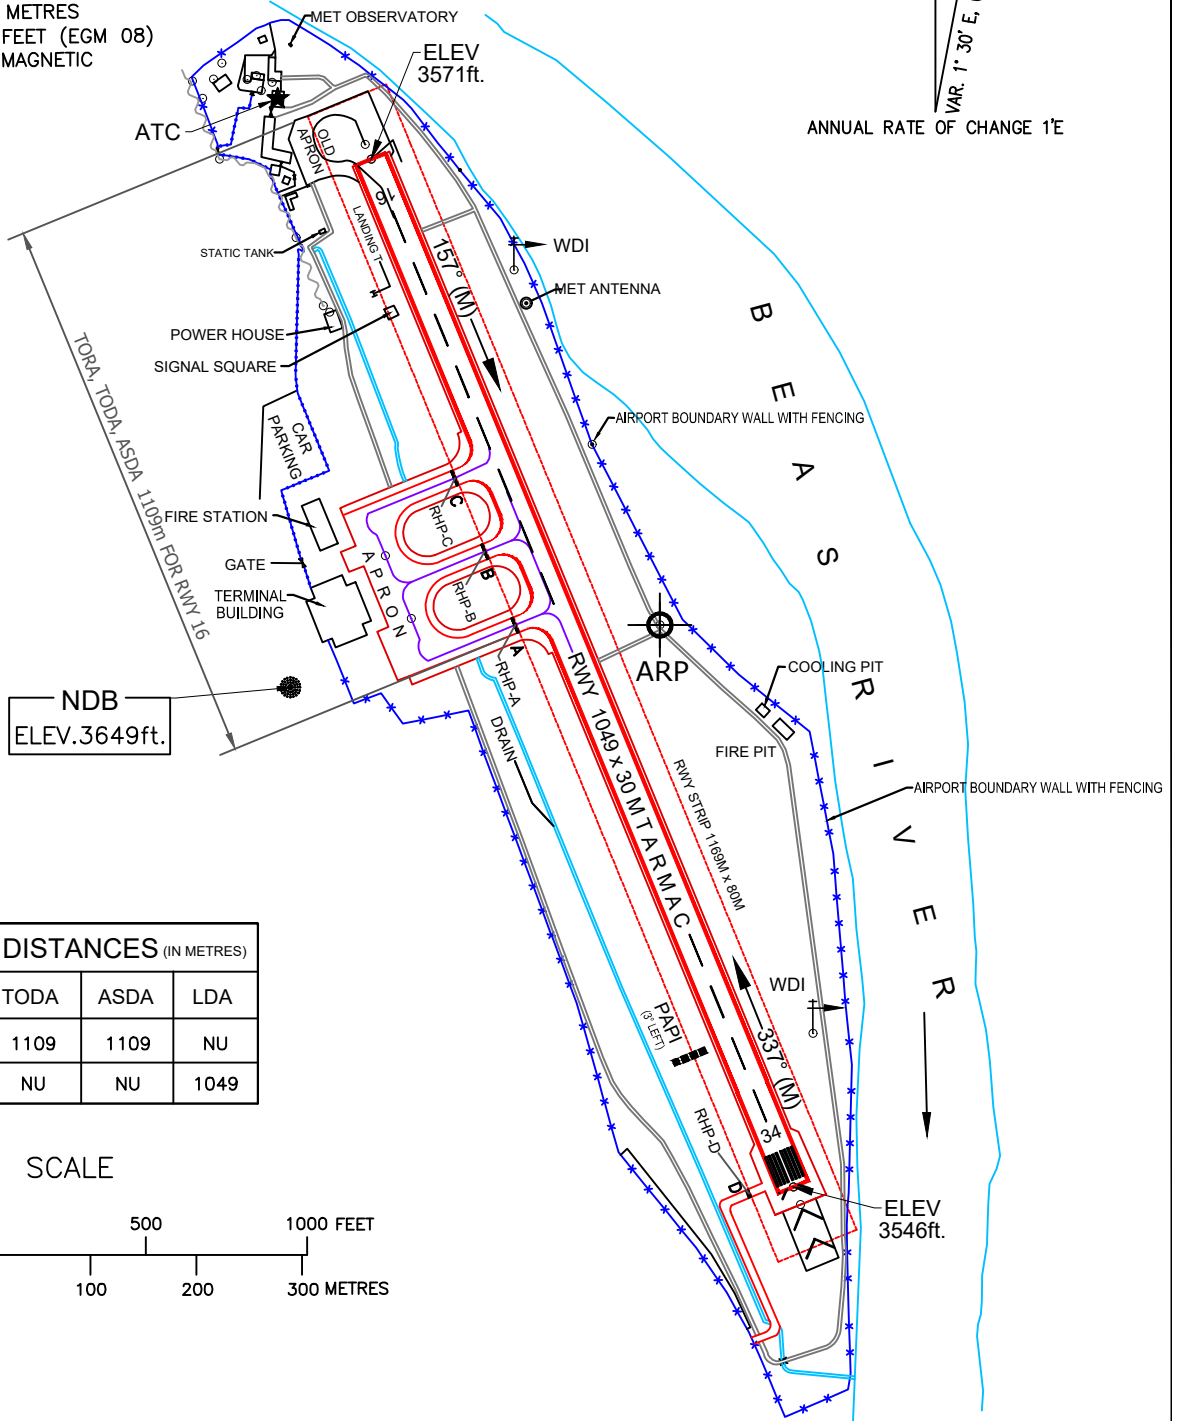 METRES
FEET (EGM 08)
MAGNETIC
MET OBSERVATORY
ELEV
3571ft.
VAR. 1° 30' E,
ANNUAL RATE OF CHANGE 1'E
ATC
OLD
APRON
16
LANDING T
STATIC TANK
157° (M)
WDI
MET ANTENNA
POWER HOUSE
SIGNAL SQUARE
CAR
PARKING
AIRPORT BOUNDARY WALL WITH FENCING
BEAS RIVER
TORA, TODA, ASDA 1109m FOR RWY 16
FIRE STATION
GATE
TERMINAL
BUILDING
APRON
C
RHP-C
B
RHP-B
A
RHP-A
ARP
COOLING PIT
FIRE PIT
NDB
ELEV.3649ft.
DRAIN
RWY 1049 x 30 M TARMAC
RWY STRIP 1169M x 80M
AIRPORT BOUNDARY WALL WITH FENCING
DISTANCES (IN METRES)
TODA ASDA LDA
1109 1109 NU
NU NU 1049
WDI
PAPI
(3° LEFT)
337° (M)
RHP-D
34
D
ELEV
3546ft.
SCALE
500 1000 FEET
100 200 300 METRES